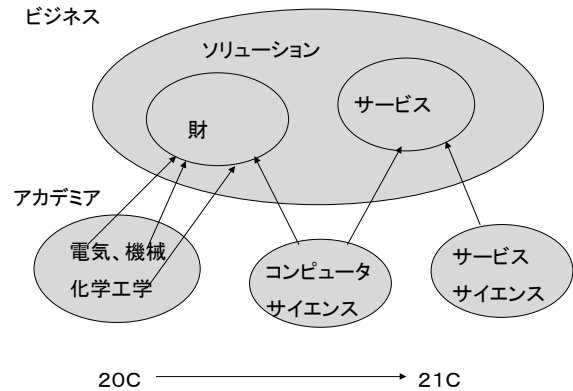 ビジネス
ソリューション
財
サービス
アカデミア
電気、機械
化学工学
コンピュータ
サイエンス
サービス
サイエンス
20C
21C